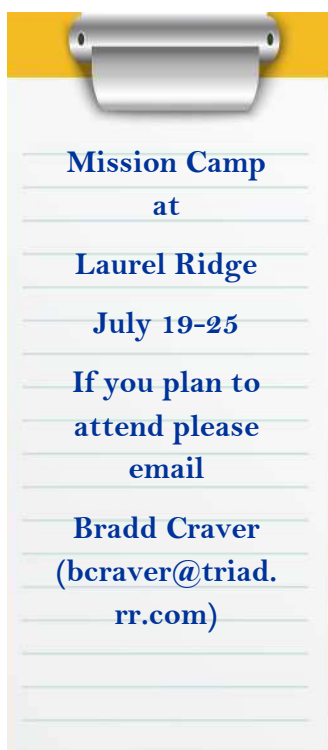 Mission Camp
at
Laurel Ridge
July 19-25
If you plan to
attend please
email
Bradd Craver
(bcraver@triad.
rr.com)